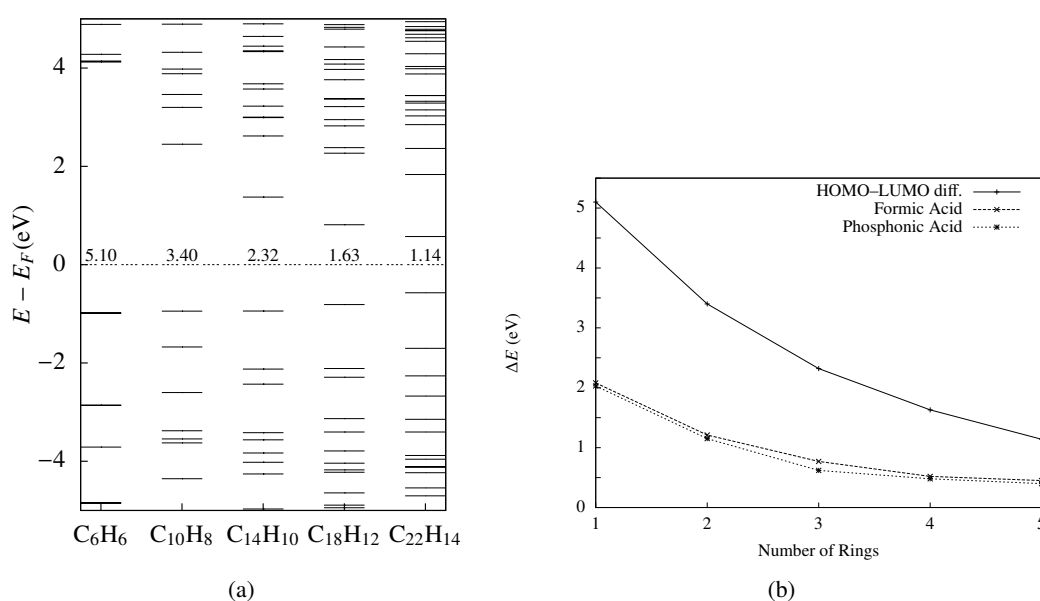 4
2
0
−2
−4
E − E_F (eV)
5.10 3.40 2.32 1.63 1.14
C₆H₆ C₁₀H₈ C₁₄H₁₀ C₁₈H₁₂ C₂₂H₁₄
(a)
HOMO–LUMO diff.
Formic Acid
Phosphonic Acid
5
4
3
2
1
0
ΔE (eV)
1 2 3 4 5
Number of Rings
(b)